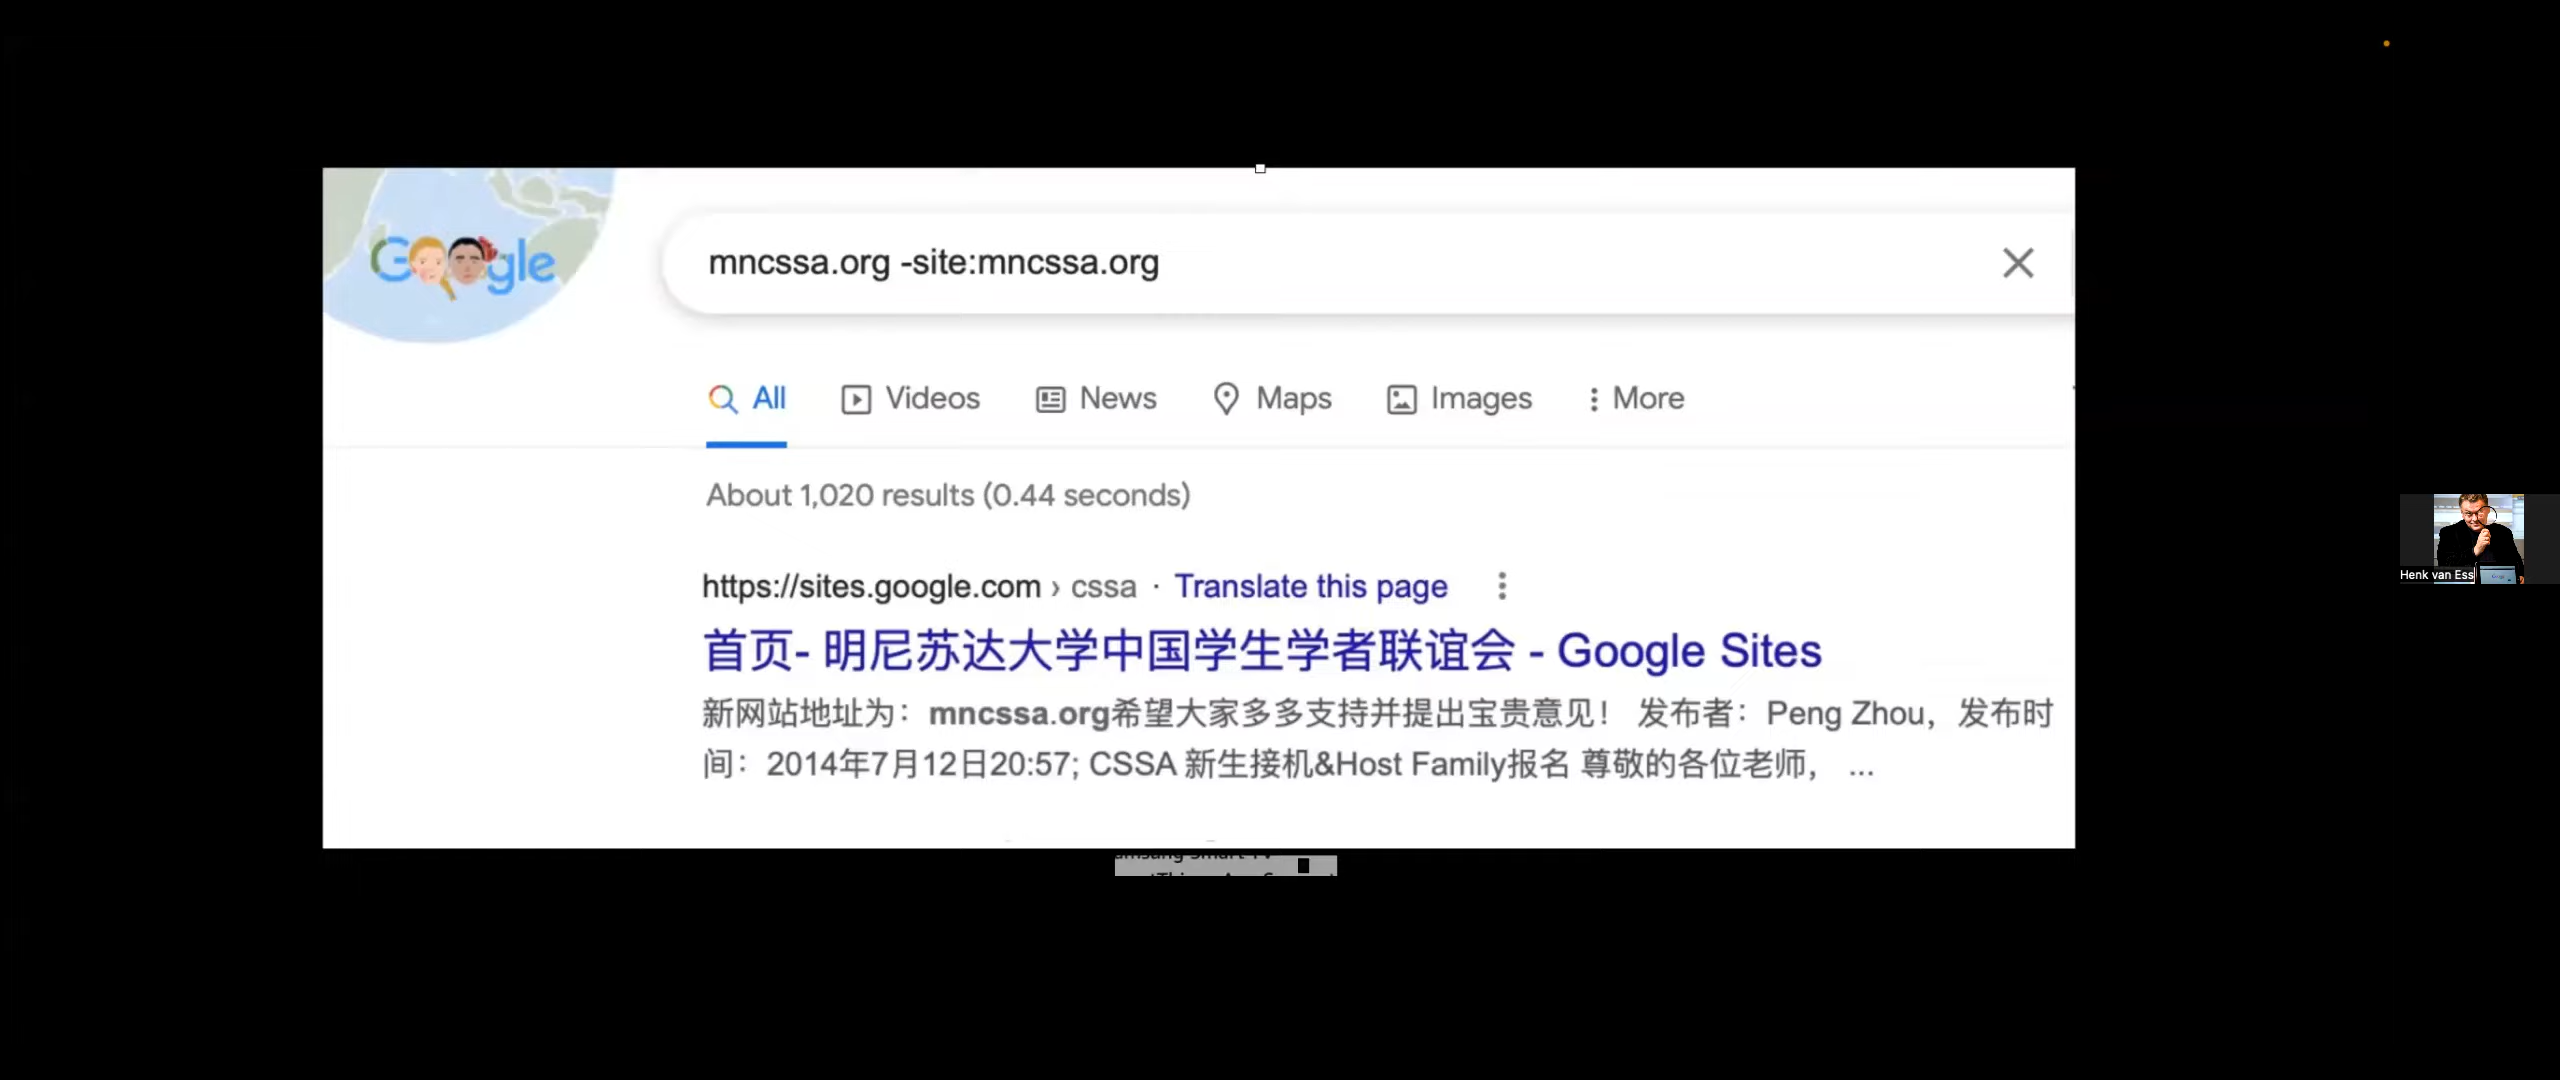 Google
mncssa.org -site:mncssa.org
All Videos News Maps Images More
About 1,020 results (0.44 seconds)
https://sites.google.com › cssa · Translate this page
首页- 明尼苏达大学中国学生学者联谊会 - Google Sites
新网站地址为：mncssa.org希望大家多多支持并提出宝贵意见！ 发布者：Peng Zhou，发布时
间：2014年7月12日20:57; CSSA 新生接机&Host Family报名 尊敬的各位老师， ...
Henk van Ess